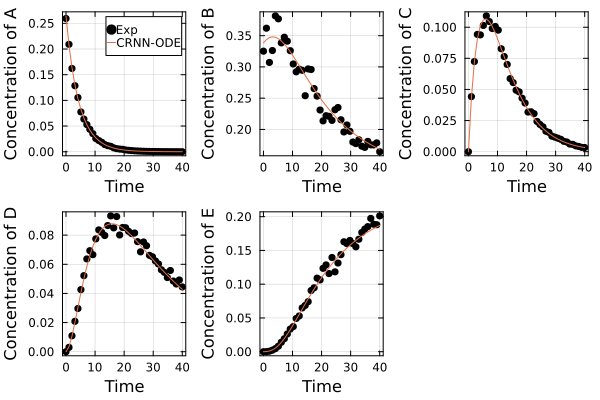 Concentration of A
0.25
0.20
0.15
0.10
0.05
0.00
0 10 20 30 40
Time
Exp
CRNN-ODE
Concentration of B
0.35
0.30
0.25
0.20
0 10 20 30 40
Time
Concentration of C
0.100
0.075
0.050
0.025
0.000
0 10 20 30 40
Time
Concentration of D
0.08
0.06
0.04
0.02
0.00
0 10 20 30 40
Time
Concentration of E
0.20
0.15
0.10
0.05
0.00
0 10 20 30 40
Time